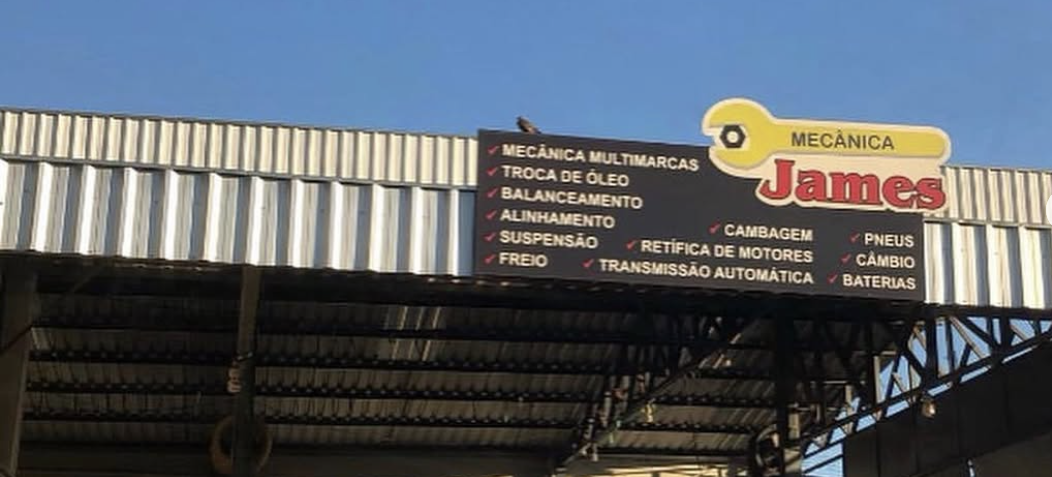 MECÂNICA
James
MECÂNICA MULTIMARCAS
TROCA DE ÓLEO
BALANCEAMENTO
ALINHAMENTO
SUSPENSÃO
FREIO
CAMBAGEM
RETÍFICA DE MOTORES
TRANSMISSÃO AUTOMÁTICA
PNEUS
CÂMBIO
BATERIAS